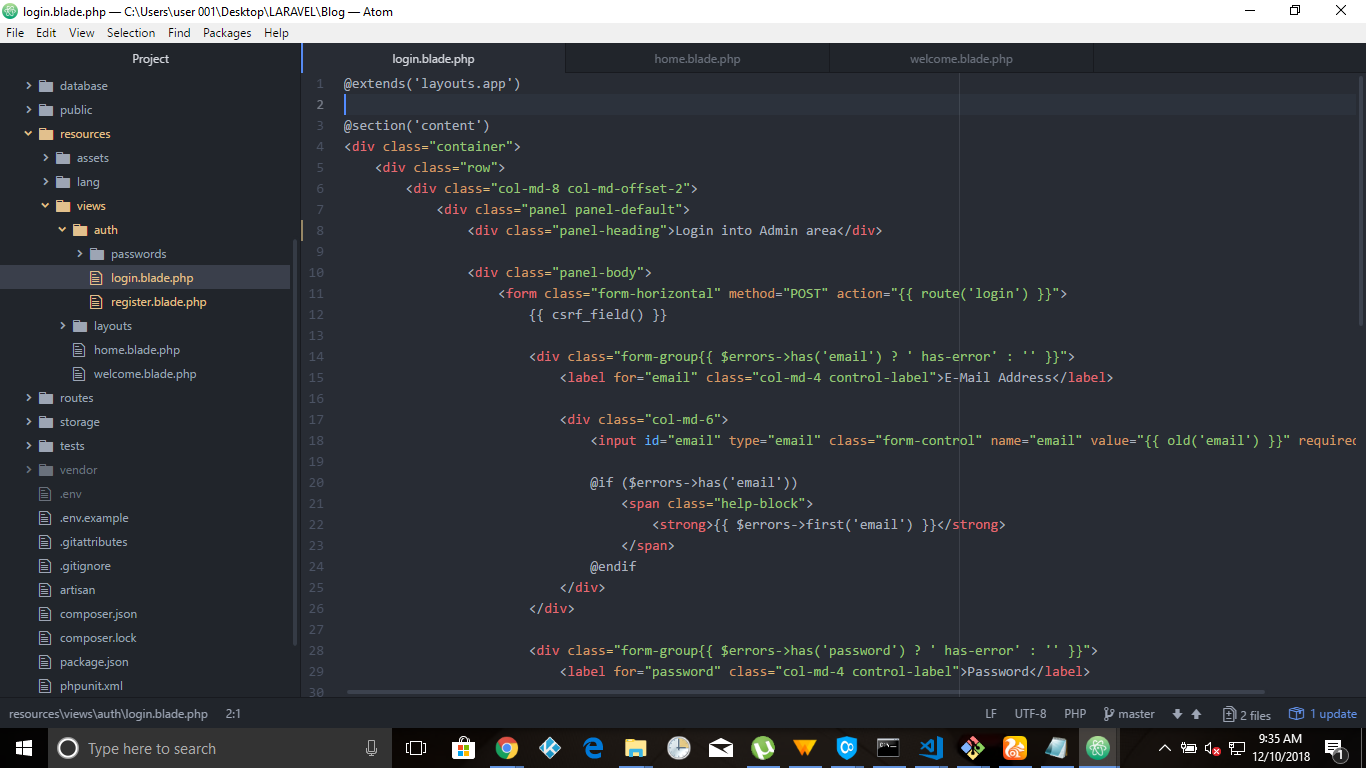 login.blade.php — C:\Users\user 001\Desktop\LARAVEL\Blog — Atom
File Edit View Selection Find Packages Help
Project
database
public
resources
assets
lang
views
auth
passwords
login.blade.php
register.blade.php
layouts
home.blade.php
welcome.blade.php
routes
storage
tests
vendor
.env
.env.example
.gitattributes
.gitignore
artisan
composer.json
composer.lock
package.json
phpunit.xml
login.blade.php home.blade.php welcome.blade.php
1 @extends('layouts.app')
2
3 @section('content')
4 <div class="container">
5 <div class="row">
6 <div class="col-md-8 col-md-offset-2">
7 <div class="panel panel-default">
8 <div class="panel-heading">Login into Admin area</div>
9
10 <div class="panel-body">
11 <form class="form-horizontal" method="POST" action="{{ route('login') }}">
12 {{ csrf_field() }}
13
14 <div class="form-group{{ $errors->has('email') ? ' has-error' : '' }}">
15 <label for="email" class="col-md-4 control-label">E-Mail Address</label>
16
17 <div class="col-md-6">
18 <input id="email" type="email" class="form-control" name="email" value="{{ old('email') }}" required
19
20 @if ($errors->has('email'))
21 <span class="help-block">
22 <strong>{{ $errors->first('email') }}</strong>
23 </span>
24 @endif
25 </div>
26 </div>
27
28 <div class="form-group{{ $errors->has('password') ? ' has-error' : '' }}">
29 <label for="password" class="col-md-4 control-label">Password</label>
30
resources\views\auth\login.blade.php 2:1 LF UTF-8 PHP master 2 files 1 update
Type here to search
9:35 AM
12/10/2018
1